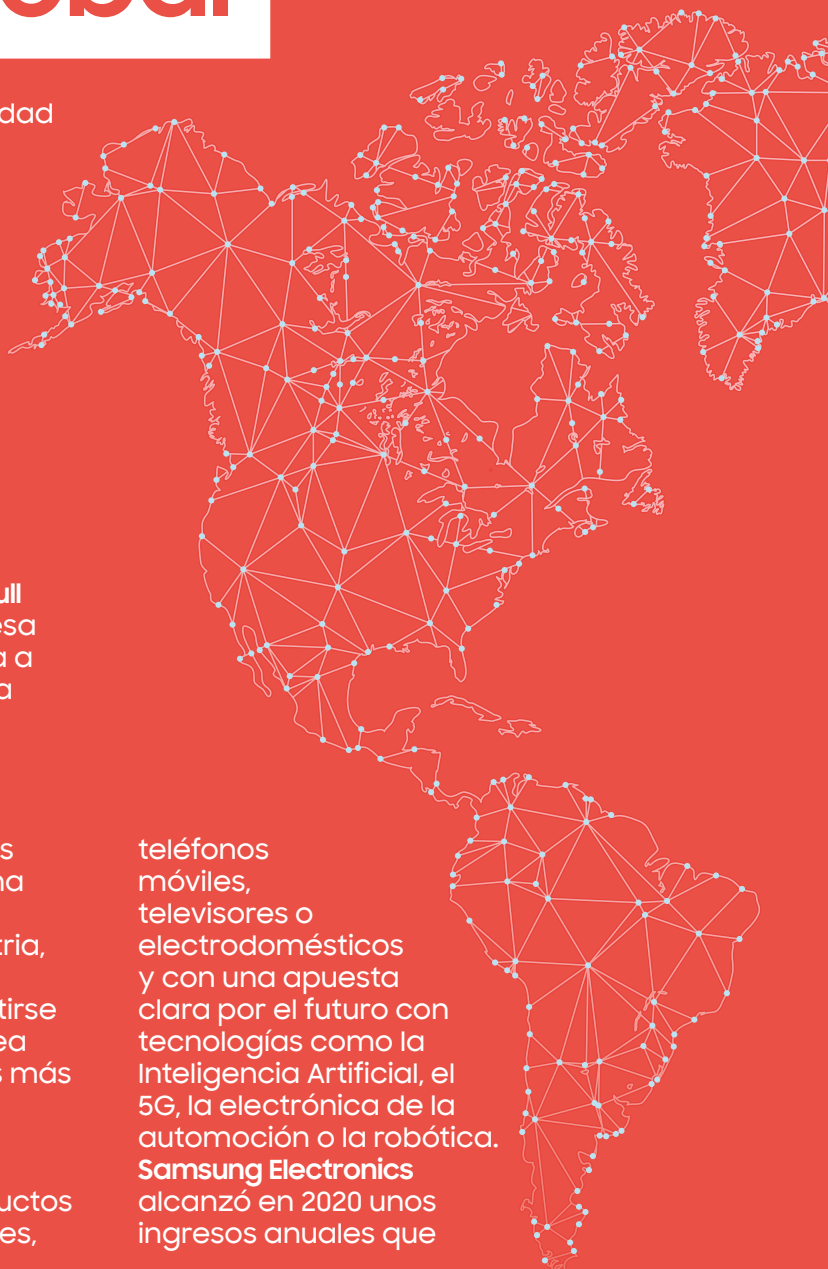 obal
dad
ull
esa
a a
a
s
na
tria,
tirse
ea
s más
uctos
es,
teléfonos
móviles,
televisores o
electrodomésticos
y con una apuesta
clara por el futuro con
tecnologías como la
Inteligencia Artificial, el
5G, la electrónica de la
automoción o la robótica.
Samsung Electronics
alcanzó en 2020 unos
ingresos anuales que